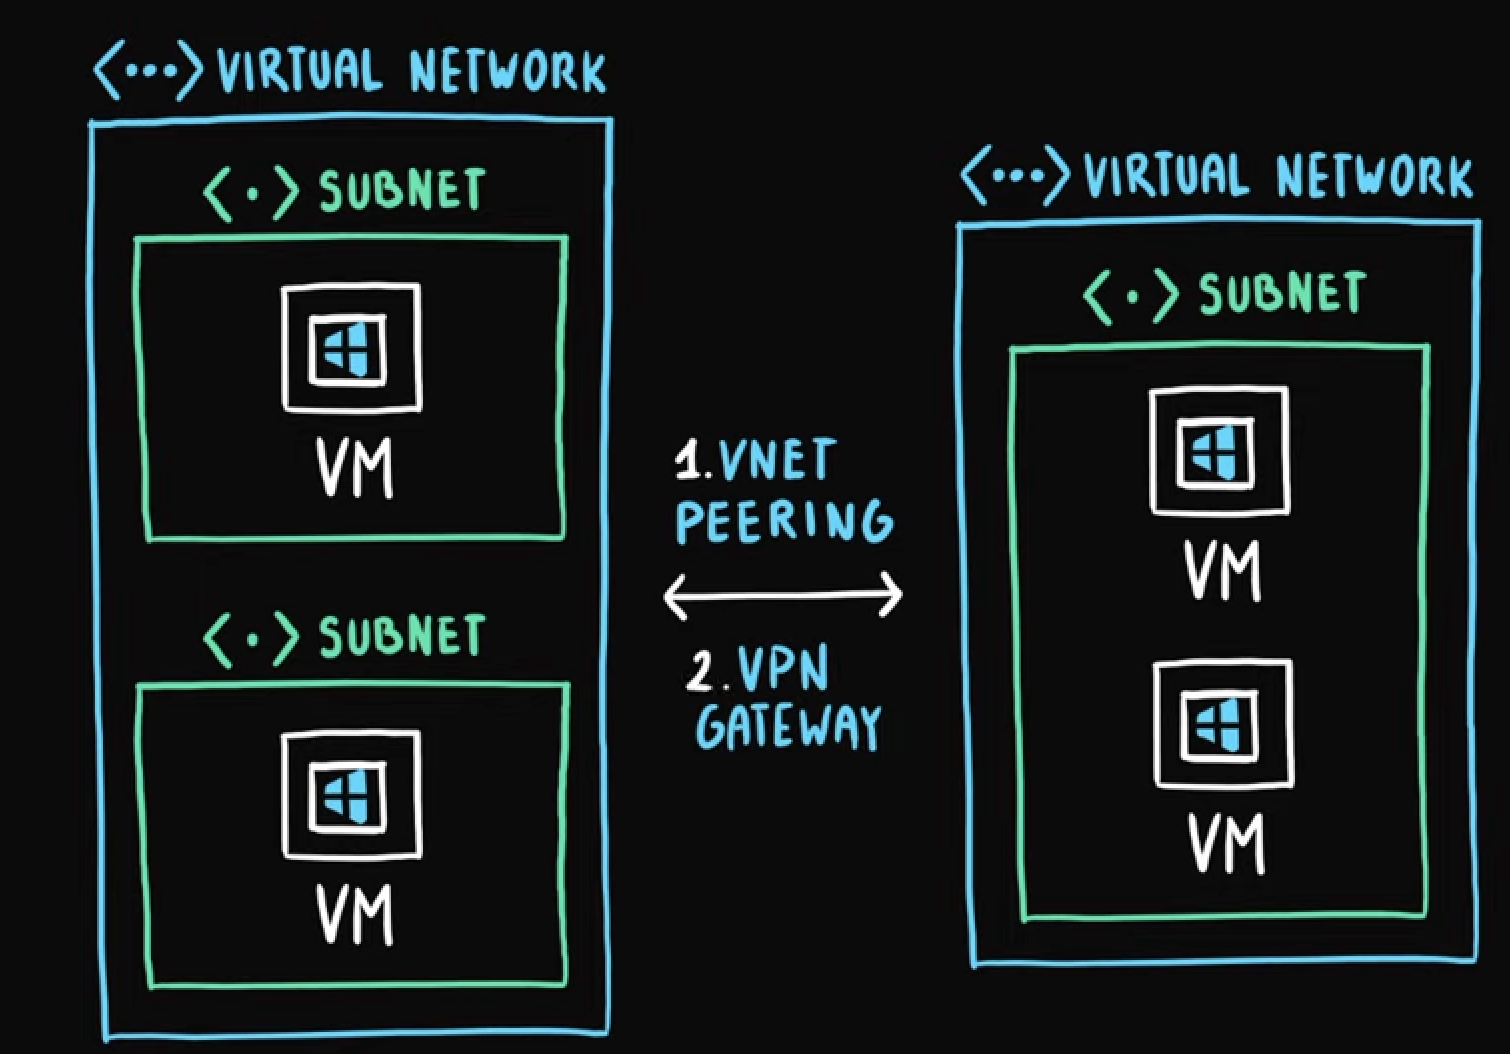 <···> VIRTUAL NETWORK
<·> SUBNET
VM
<·> SUBNET
VM
1. VNET
PEERING
2. VPN
GATEWAY
<···> VIRTUAL NETWORK
<·> SUBNET
VM
VM